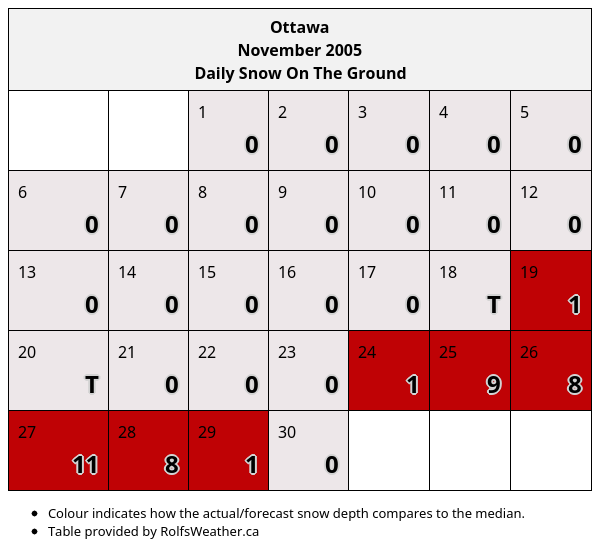 Ottawa
November 2005
Daily Snow On The Ground
1 2 3 4 5
0 0 0 0 0
6 7 8 9 10 11 12
0 0 0 0 0 0 0
13 14 15 16 17 18 19
0 0 0 0 0 T 1
20 21 22 23 24 25 26
T 0 0 0 1 9 8
27 28 29 30
11 8 1 0
• Colour indicates how the actual/forecast snow depth compares to the median.
• Table provided by RolfsWeather.ca